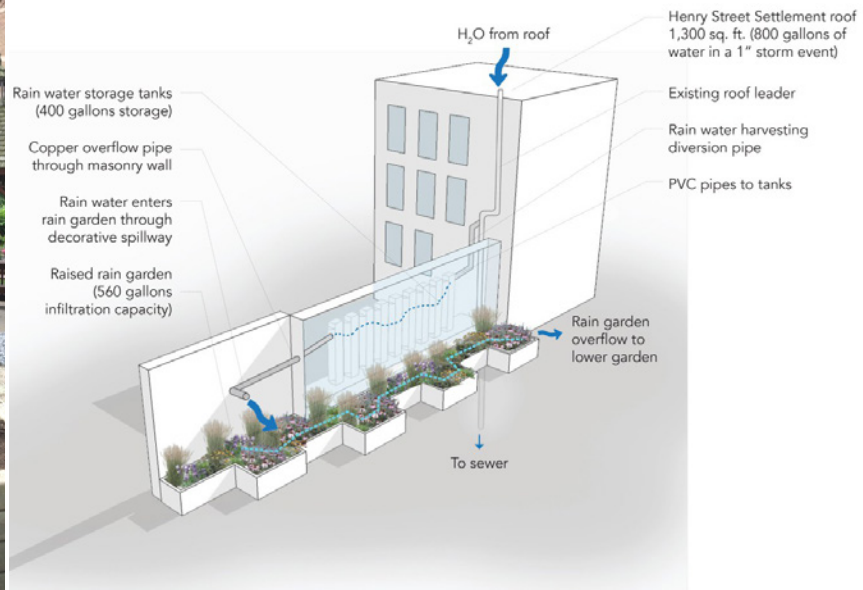 H₂O from roof
Henry Street Settlement roof
1,300 sq. ft. (800 gallons of
water in a 1" storm event)
Rain water storage tanks
(400 gallons storage)
Existing roof leader
Copper overflow pipe
through masonry wall
Rain water harvesting
diversion pipe
Rain water enters
rain garden through
decorative spillway
PVC pipes to tanks
Raised rain garden
(560 gallons
infiltration capacity)
Rain garden
overflow to
lower garden
To sewer